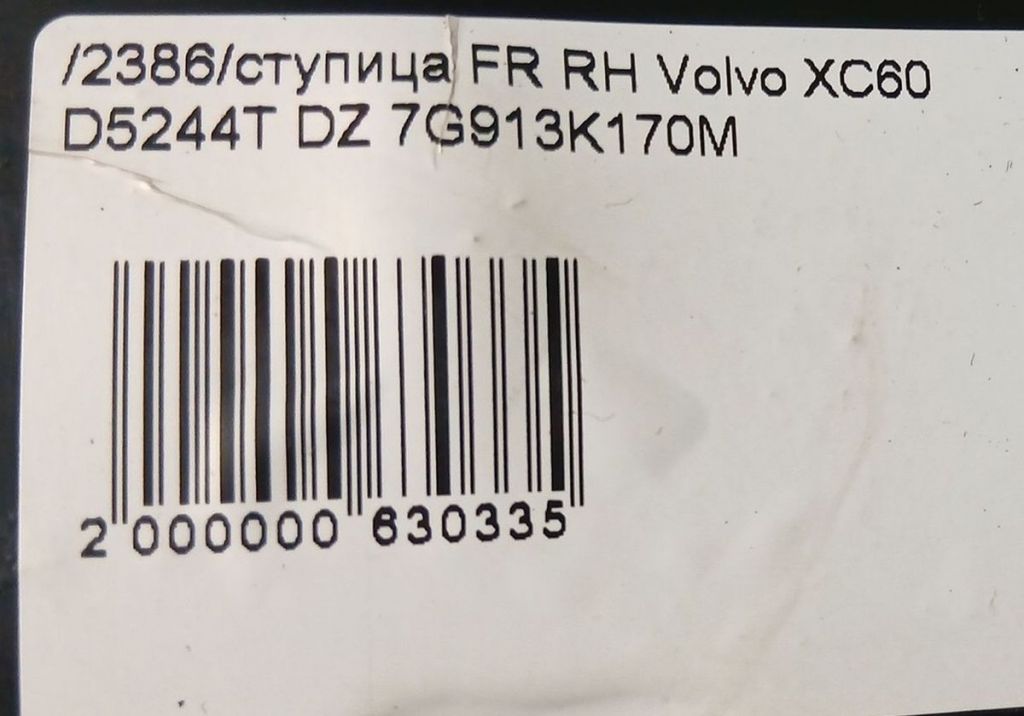 /2386/ступица FR RH Volvo XC60
D5244T DZ 7G913K170M
2 000000 630335